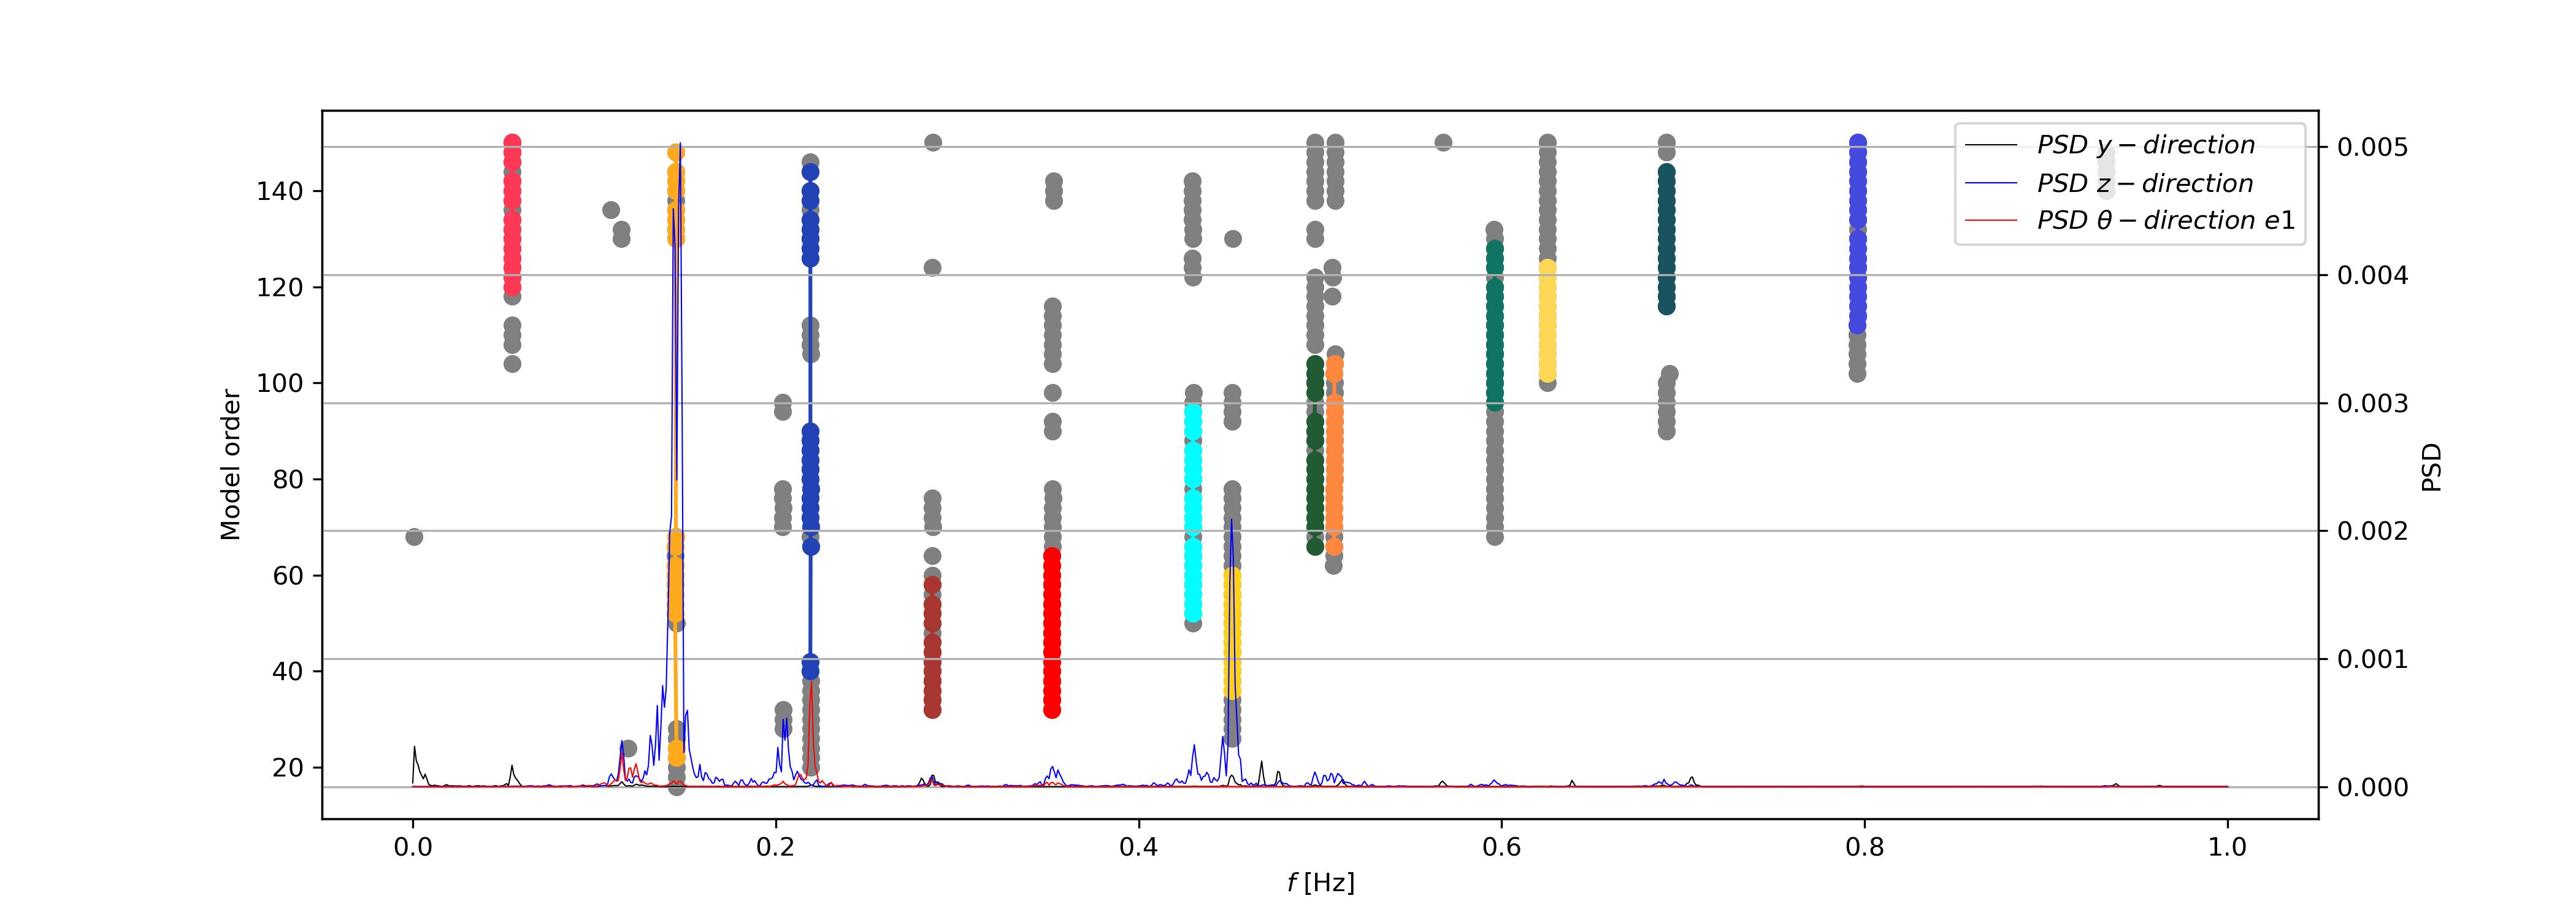 PSD y − direction
PSD z − direction
PSD θ − direction e1
Model order
140
120
100
80
60
40
20
0.005
0.004
0.003
0.002
0.001
0.000
PSD
0.0 0.2 0.4 0.6 0.8 1.0
f [Hz]